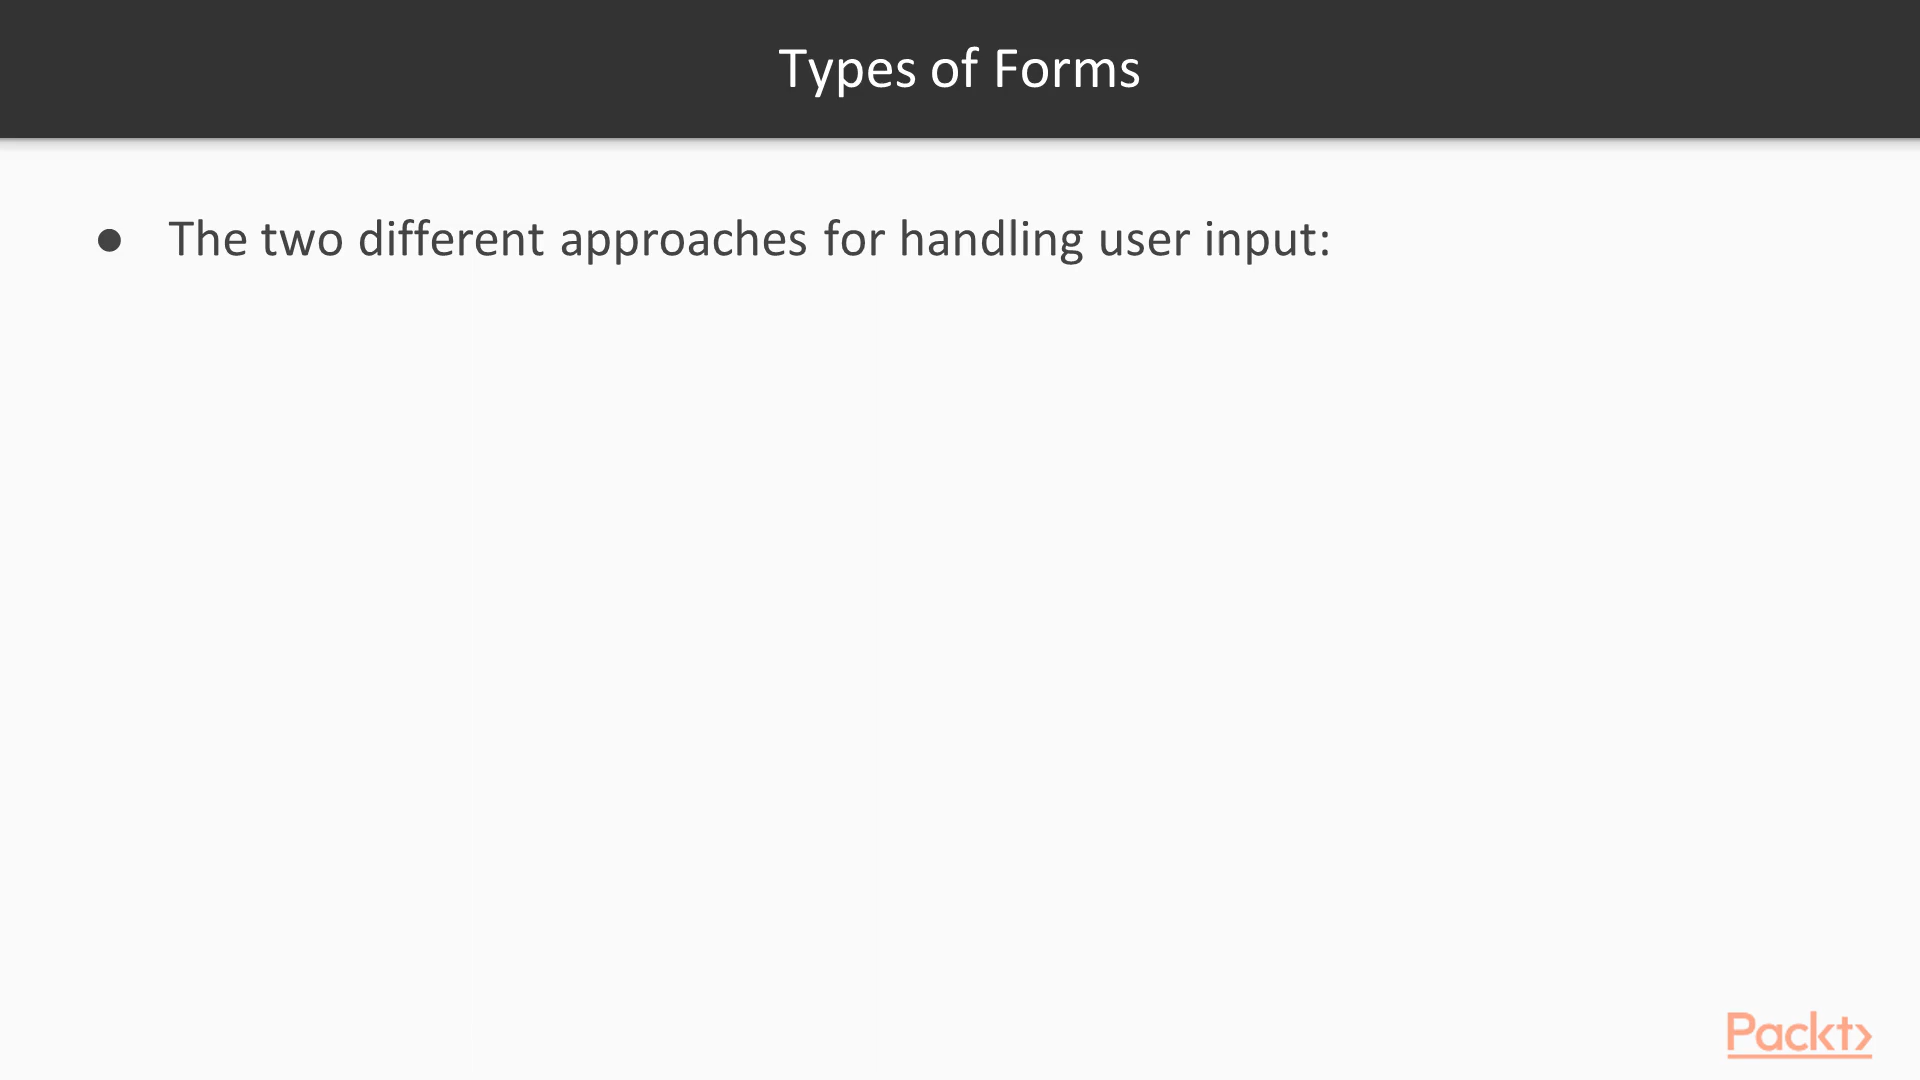 Types of Forms
● The two different approaches for handling user input:
Packt>